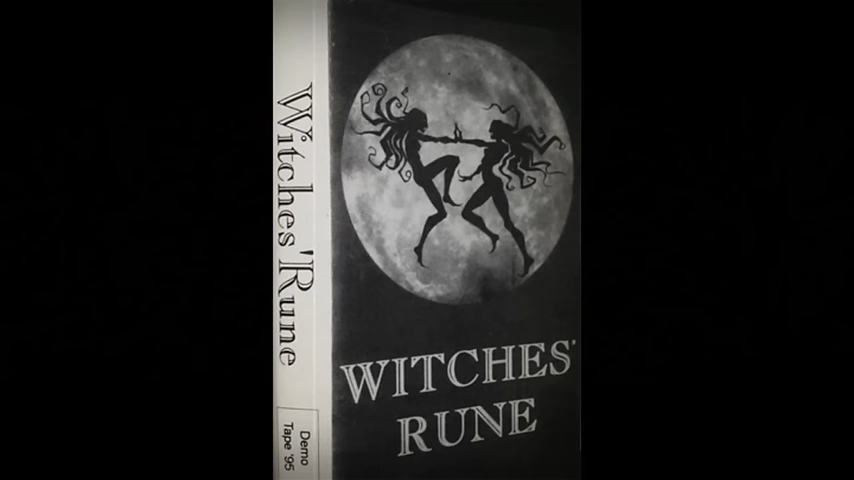 Witches' Rune
Demo
Tape '95
WITCHES'
RUNE